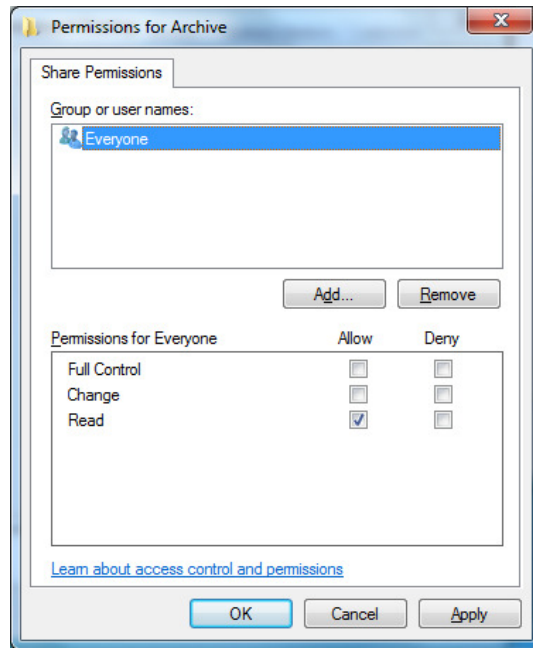 Permissions for Archive
Share Permissions
Group or user names:
Everyone
Add... Remove
Permissions for Everyone Allow Deny
Full Control
Change
Read
Learn about access control and permissions
OK Cancel Apply